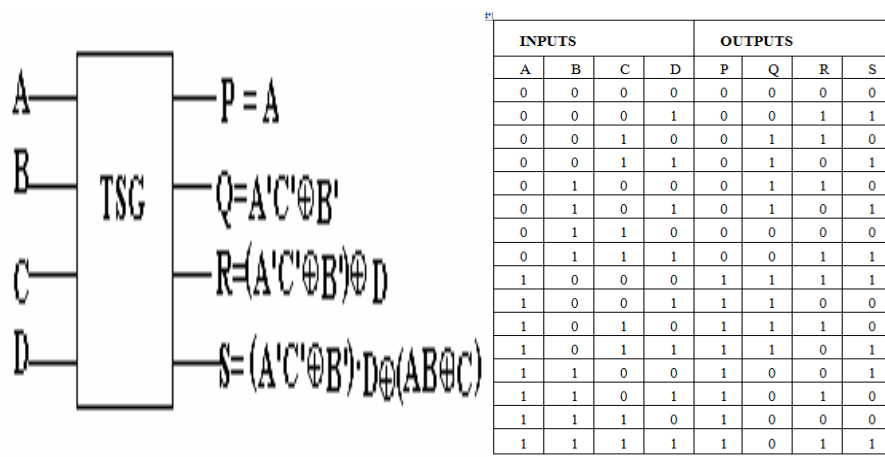 A
P = A
B
TSG
Q=A'C'⊕B'
C
R=(A'C'⊕B')⊕D
D
S=(A'C'⊕B')·D⊕(AB⊕C)
INPUTS OUTPUTS
A B C D P Q R S
0 0 0 0 0 0 0 0
0 0 0 1 0 0 1 1
0 0 1 0 0 1 1 0
0 0 1 1 0 1 0 1
0 1 0 0 0 1 1 0
0 1 0 1 0 1 0 1
0 1 1 0 0 0 0 0
0 1 1 1 0 0 1 1
1 0 0 0 1 1 1 1
1 0 0 1 1 1 0 0
1 0 1 0 1 1 1 0
1 0 1 1 1 1 0 1
1 1 0 0 1 0 0 1
1 1 0 1 1 0 1 0
1 1 1 0 1 0 0 0
1 1 1 1 1 0 1 1